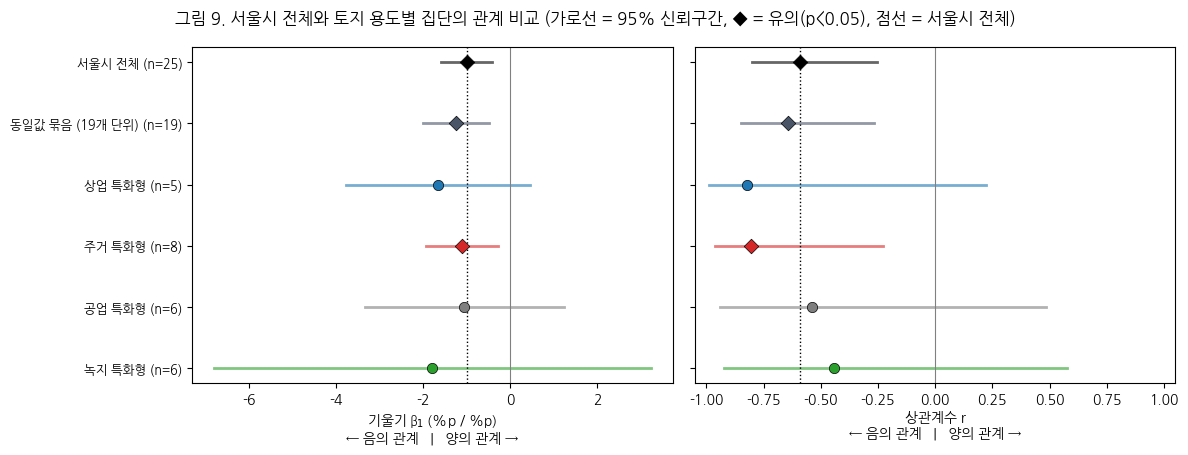 그림 9. 서울시 전체와 토지 용도별 집단의 관계 비교 (가로선 = 95% 신뢰구간, ◆ = 유의(p<0.05), 점선 = 서울시 전체)
서울시 전체 (n=25)
동일값 묶음 (19개 단위) (n=19)
상업 특화형 (n=5)
주거 특화형 (n=8)
공업 특화형 (n=6)
녹지 특화형 (n=6)
-6 -4 -2 0 2
기울기 β₁ (%p / %p)
← 음의 관계 | 양의 관계 →
-1.00 -0.75 -0.50 -0.25 0.00 0.25 0.50 0.75 1.00
상관계수 r
← 음의 관계 | 양의 관계 →